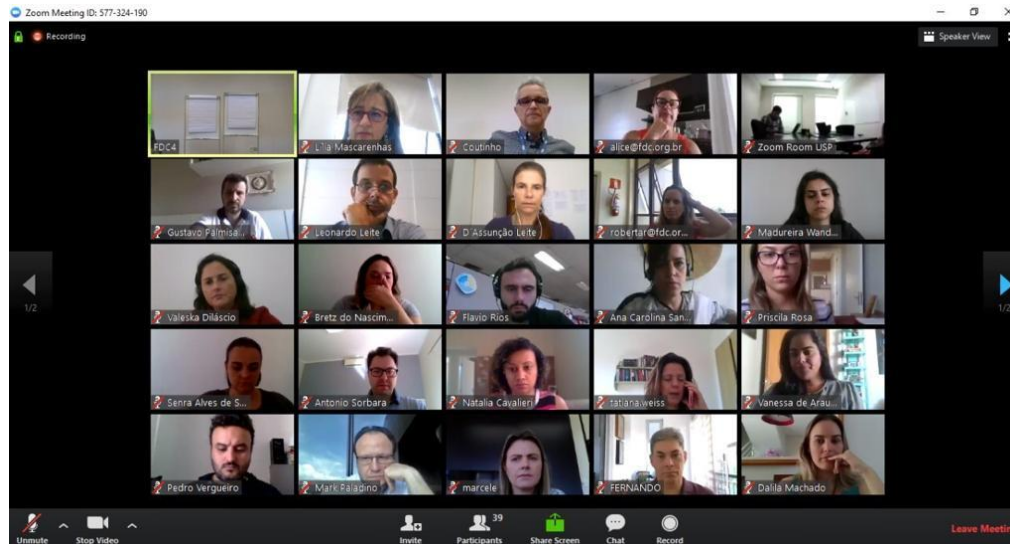 Zoom Meeting ID: 577-324-190
Recording
Speaker View
FDC4
Mascarenhas
Coutinho
alice@fdc.org.br
Zoom Room USP
Gustavo Palmisa...
Leonardo Leite
D'Assunção Leite
robertar@fdc.or...
Madureira Wand...
Valeska Diláscio
Bretz do Nascim...
Flavio Rios
Ana Carolina San...
Priscila Rosa
Senra Alves de S...
Antonio Sorbara
Natalia Cavalieri
tatiana.weiss
Vanessa de Arau...
Pedro Vergueiro
Mark Paladino
marcele
FERNANDO
Dalila Machado
1/2
1/2
Unmute
Stop Video
Invite
39
Participants
Share Screen
Chat
Record
Leave Meetin